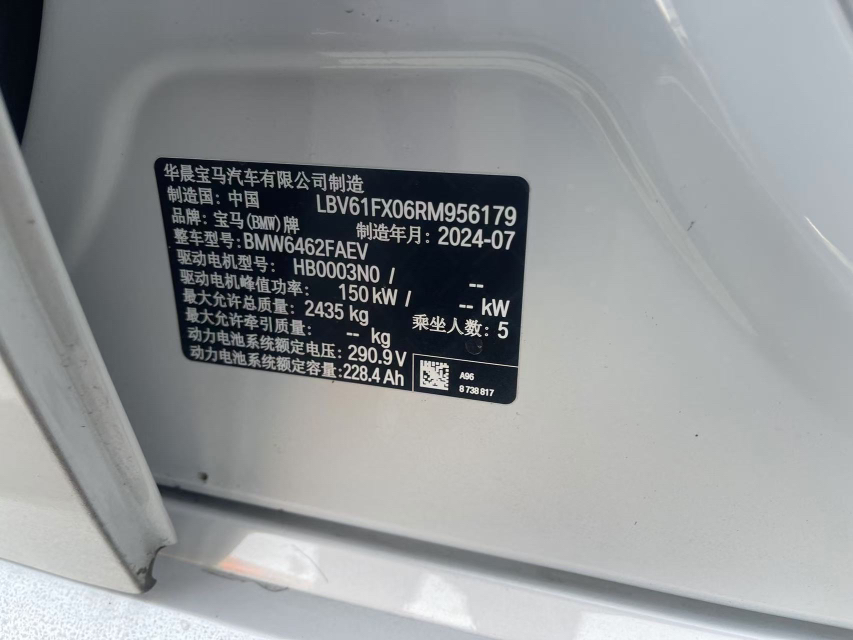 华晨宝马汽车有限公司制造
制造国: 中国 LBV61FX06RM956179
品牌: 宝马(BMW)牌 制造年月: 2024-07
整车型号: BMW6462FAEV
驱动电机型号: HB0003N0 / --
驱动电机峰值功率: 150 kW / -- kW
最大允许总质量: 2435 kg 乘坐人数: 5
最大允许牵引质量: -- kg
动力电池系统额定电压: 290.9 V
动力电池系统额定容量: 228.4 Ah
A96
8 738 817